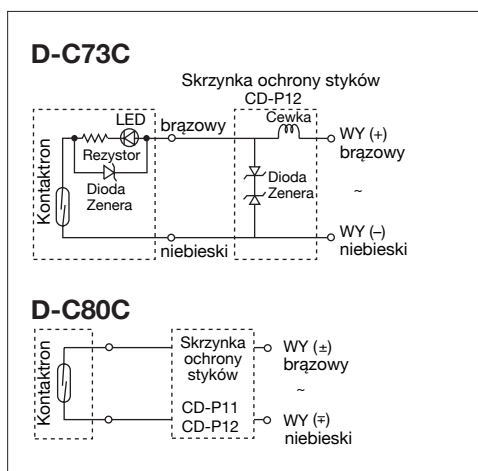 D-C73C
Skrzynka ochrony styków
CD-P12
LED
brązowy
Cewka
WY (+)
brązowy
Rezystor
Dioda
Zenera
Dioda
Zenera
~
Kontaktron
WY (–)
niebieski
niebieski
D-C80C
Kontaktron
Skrzynka
ochrony
styków
CD-P11
CD-P12
WY (±)
brązowy
~
WY (∓)
niebieski